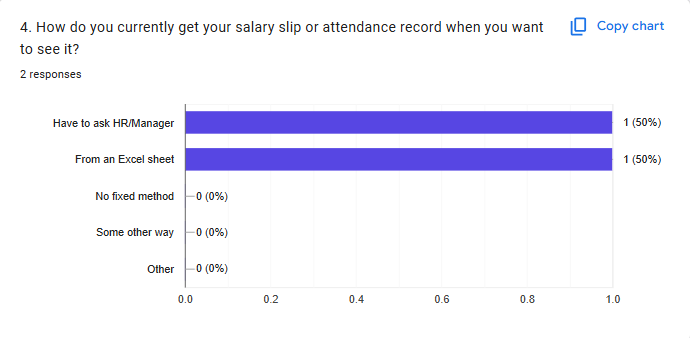 4. How do you currently get your salary slip or attendance record when you want
to see it?
Copy chart
2 responses
Have to ask HR/Manager
1 (50%)
From an Excel sheet
1 (50%)
No fixed method
0 (0%)
Some other way
0 (0%)
Other
0 (0%)
0.0 0.2 0.4 0.6 0.8 1.0